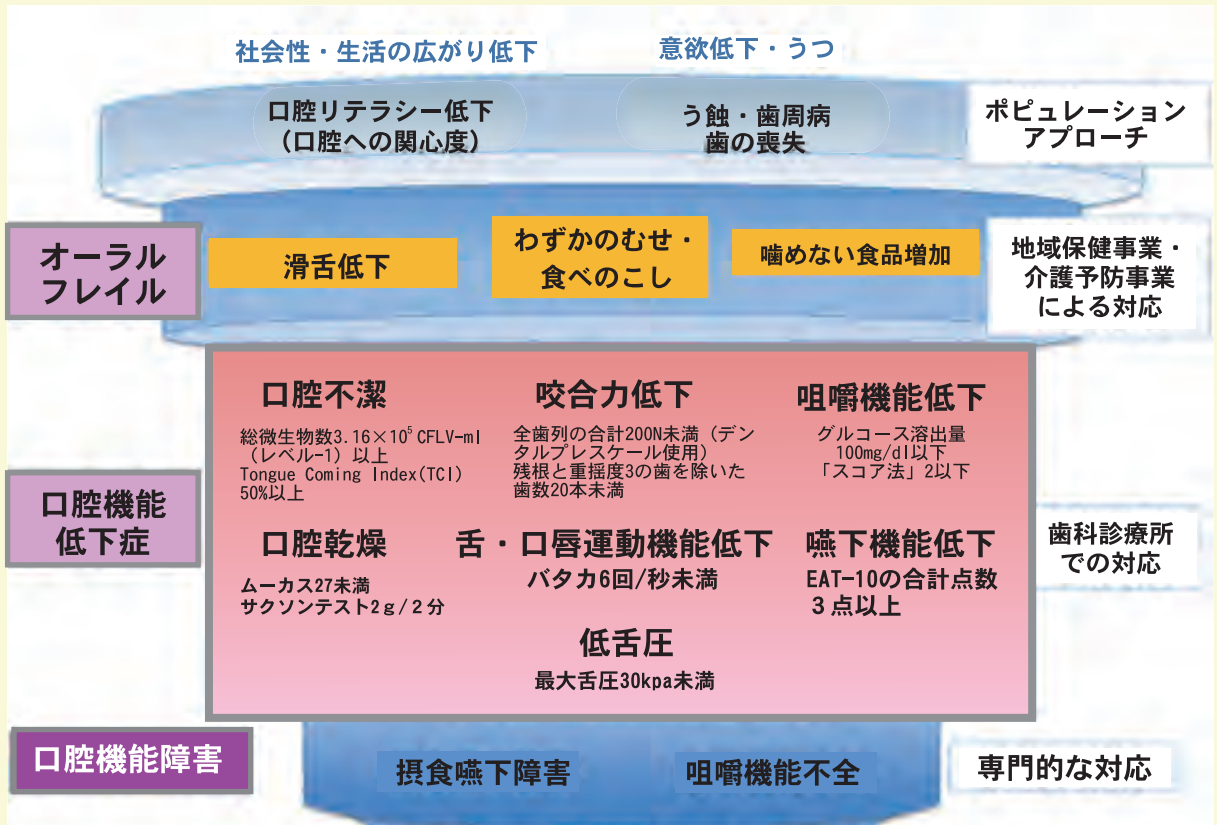 社会性・生活の広がり低下
意欲低下・うつ
口腔リテラシー低下
(口腔への関心度)
う蝕・歯周病
歯の喪失
ポピュレーション
アプローチ
オーラル
フレイル
滑舌低下
わずかのむせ・
食べのこし
噛めない食品増加
地域保健事業・
介護予防事業
による対応
口腔機能
低下症
口腔不潔
総微生物数3.16×10⁵ CFLV-ml
(レベル-1) 以上
Tongue Coming Index(TCI)
50%以上
咬合力低下
全歯列の合計200N未満 (デン
タルプレスケール使用)
残根と重揺度3の歯を除いた
歯数20本未満
咀嚼機能低下
グルコース溶出量
100mg/dl以下
「スコア法」2以下
口腔乾燥
ムーカス27未満
サクソンテスト2ｇ/２分
舌・口唇運動機能低下
バタカ6回/秒未満
嚥下機能低下
EAT-10の合計点数
３点以上
低舌圧
最大舌圧30kpa未満
歯科診療所
での対応
口腔機能障害
摂食嚥下障害
咀嚼機能不全
専門的な対応